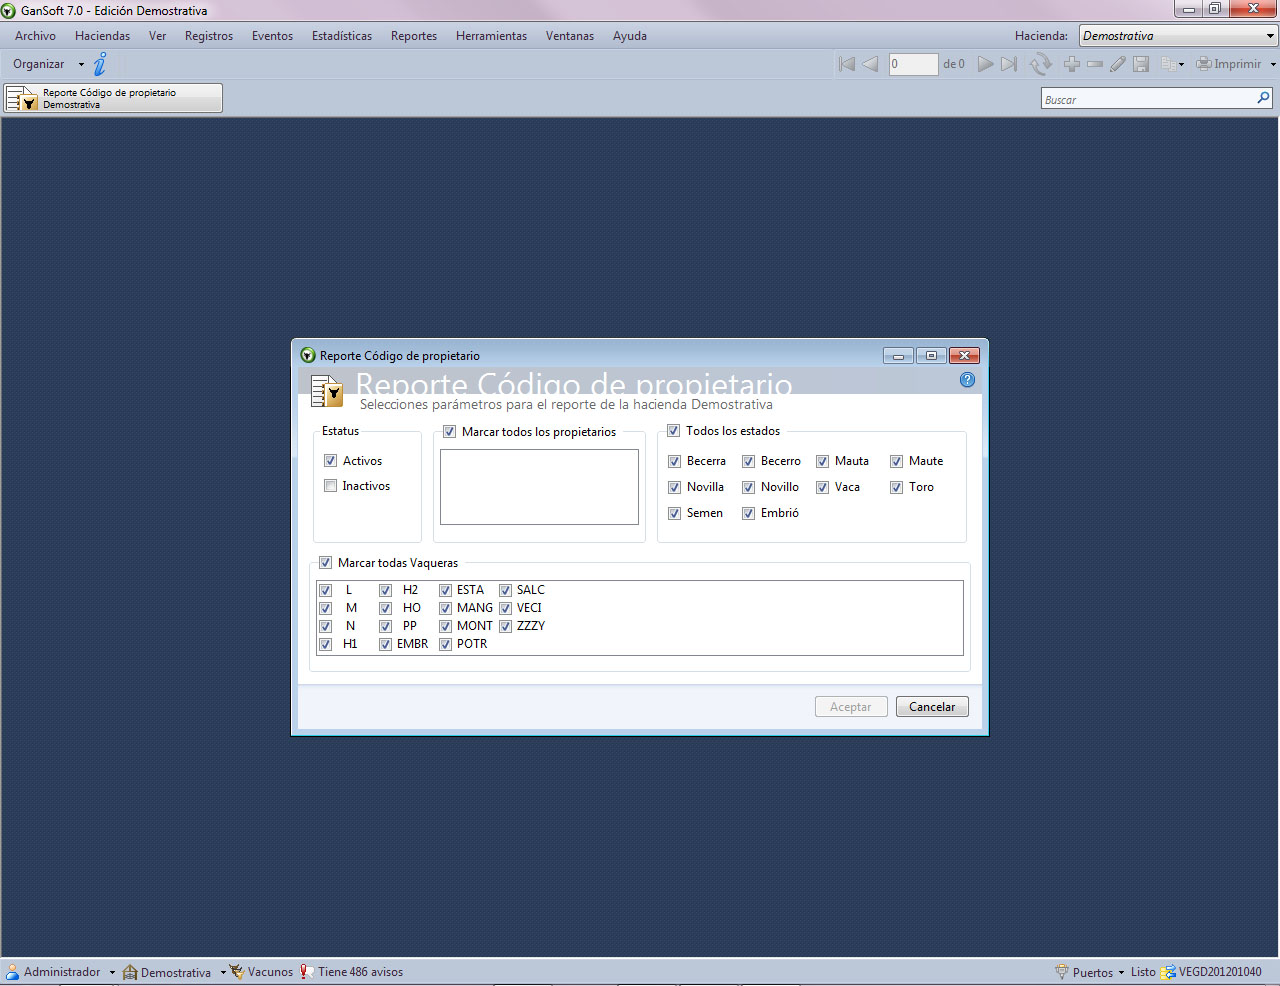 GanSoft 7.0 - Edición Demostrativa
Archivo Haciendas Ver Registros Eventos Estadísticas Reportes Herramientas Ventanas Ayuda Hacienda: Demostrativa
Organizar 0 de 0 Imprimir
Reporte Código de propietario
Demostrativa
Buscar
Reporte Código de propietario
Reporte Código de propietario
Selecciones parámetros para el reporte de la hacienda Demostrativa
Estatus
Activos
Inactivos
Marcar todos los propietarios
Todos los estados
Becerra Becerro Mauta Maute
Novilla Novillo Vaca Toro
Semen Embrió
Marcar todas Vaqueras
L H2 ESTA SALC
M HO MANG VECI
N PP MONT ZZZY
H1 EMBR POTR
Aceptar Cancelar
Administrador Demostrativa Vacunos Tiene 486 avisos Puertos Listo VEGD201201040